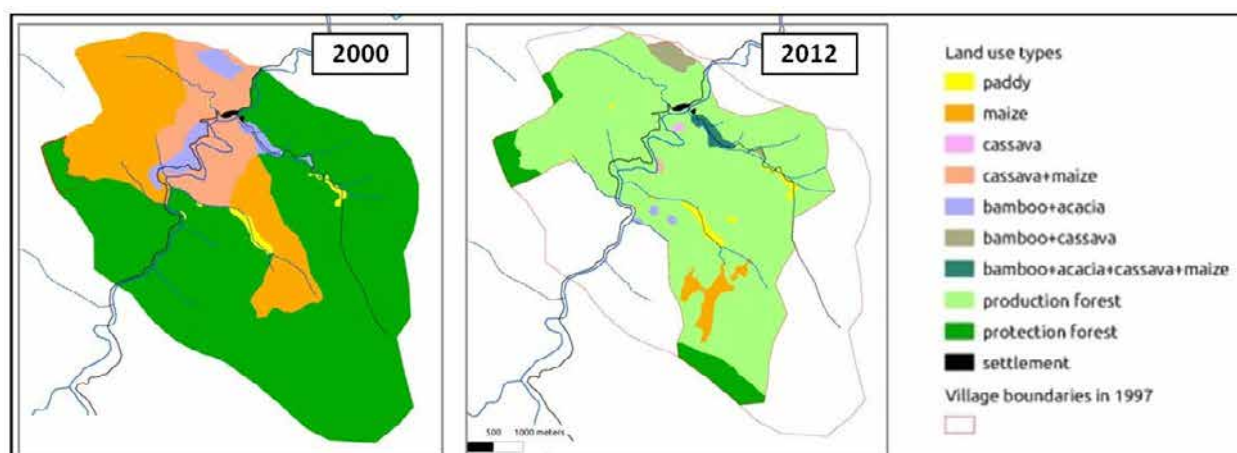 2000
2012
500 1000 meters
Land use types
paddy
maize
cassava
cassava+maize
bamboo+acacia
bamboo+cassava
bamboo+acacia+cassava+maize
production forest
protection forest
settlement
Village boundaries in 1997